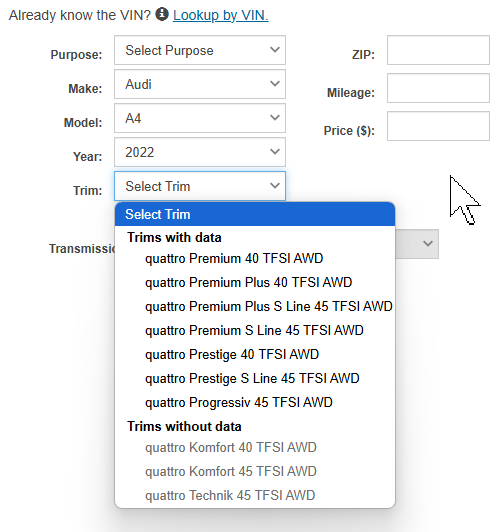 Already know the VIN? Lookup by VIN.
Purpose: Select Purpose ZIP:
Make: Audi Mileage:
Model: A4 Price ($):
Year: 2022
Trim: Select Trim
Select Trim
Trims with data
quattro Premium 40 TFSI AWD
quattro Premium Plus 40 TFSI AWD
quattro Premium Plus S Line 45 TFSI AWD
quattro Premium S Line 45 TFSI AWD
quattro Prestige 40 TFSI AWD
quattro Prestige S Line 45 TFSI AWD
quattro Progressiv 45 TFSI AWD
Trims without data
quattro Komfort 40 TFSI AWD
quattro Komfort 45 TFSI AWD
quattro Technik 45 TFSI AWD